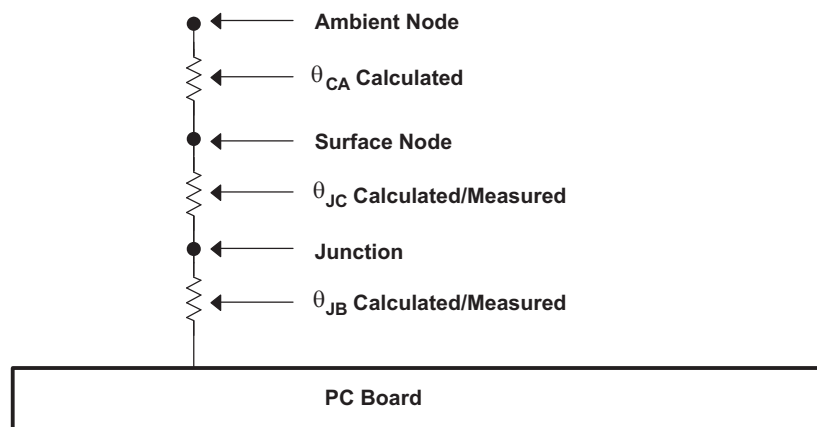 Ambient Node
θCA Calculated
Surface Node
θJC Calculated/Measured
Junction
θJB Calculated/Measured
PC Board